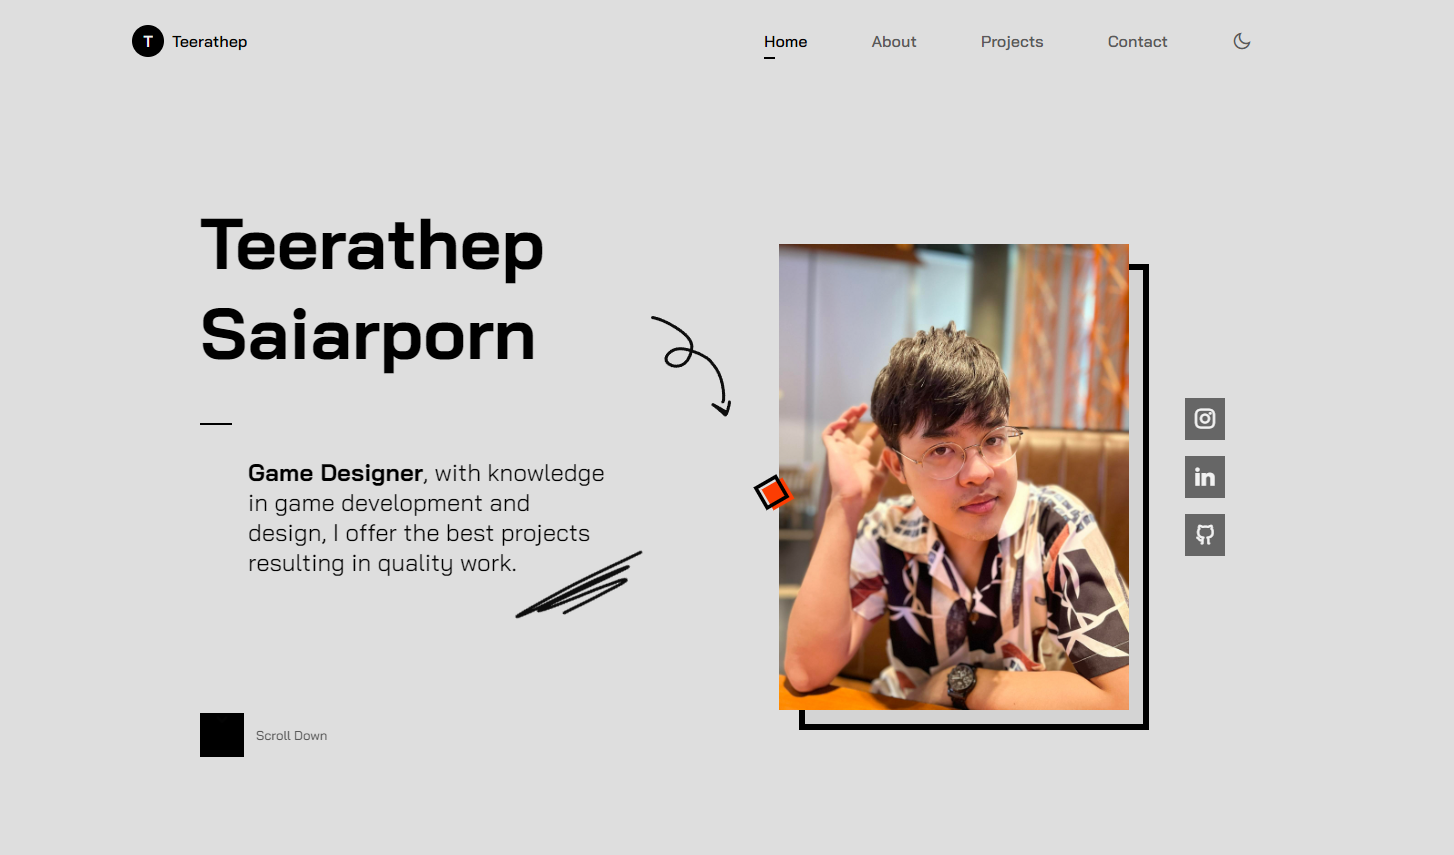 T
Teerathep
Home
About
Projects
Contact
Teerathep
Saiarporn
Game Designer, with knowledge
in game development and
design, I offer the best projects
resulting in quality work.
in
Scroll Down